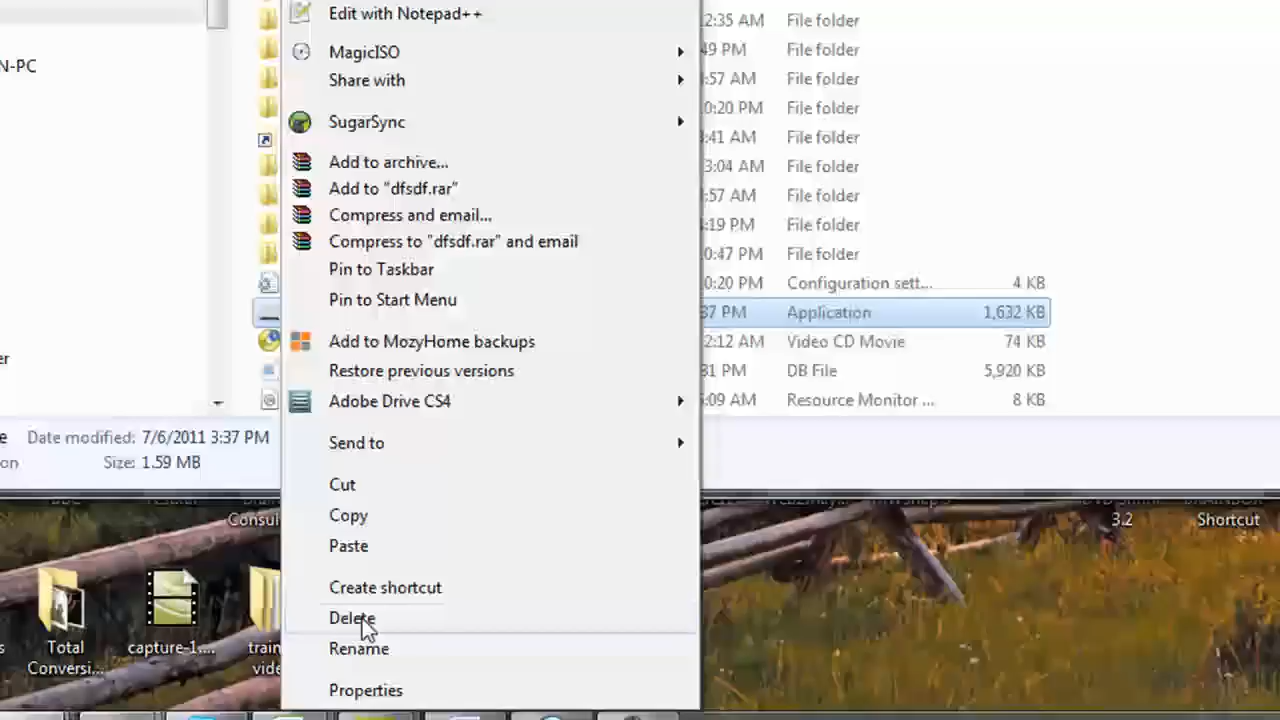 Edit with Notepad++
MagicISO
Share with
SugarSync
Add to archive...
Add to "dfsdf.rar"
Compress and email...
Compress to "dfsdf.rar" and email
Pin to Taskbar
Pin to Start Menu
Add to MozyHome backups
Restore previous versions
Adobe Drive CS4
Send to
Cut
Copy
Paste
Create shortcut
Delete
Rename
Properties
N-PC
er
:35 AM File folder
49 PM File folder
:57 AM File folder
0:20 PM File folder
:41 AM File folder
3:04 AM File folder
:57 AM File folder
:19 PM File folder
0:47 PM File folder
0:20 PM Configuration sett... 4 KB
37 PM Application 1,632 KB
2:12 AM Video CD Movie 74 KB
31 PM DB File 5,920 KB
:09 AM Resource Monitor ... 8 KB
e Date modified: 7/6/2011 3:37 PM
on Size: 1.59 MB
Consul
3.2
Shortcut
s
Total
Conversi...
capture-1....
train
vide